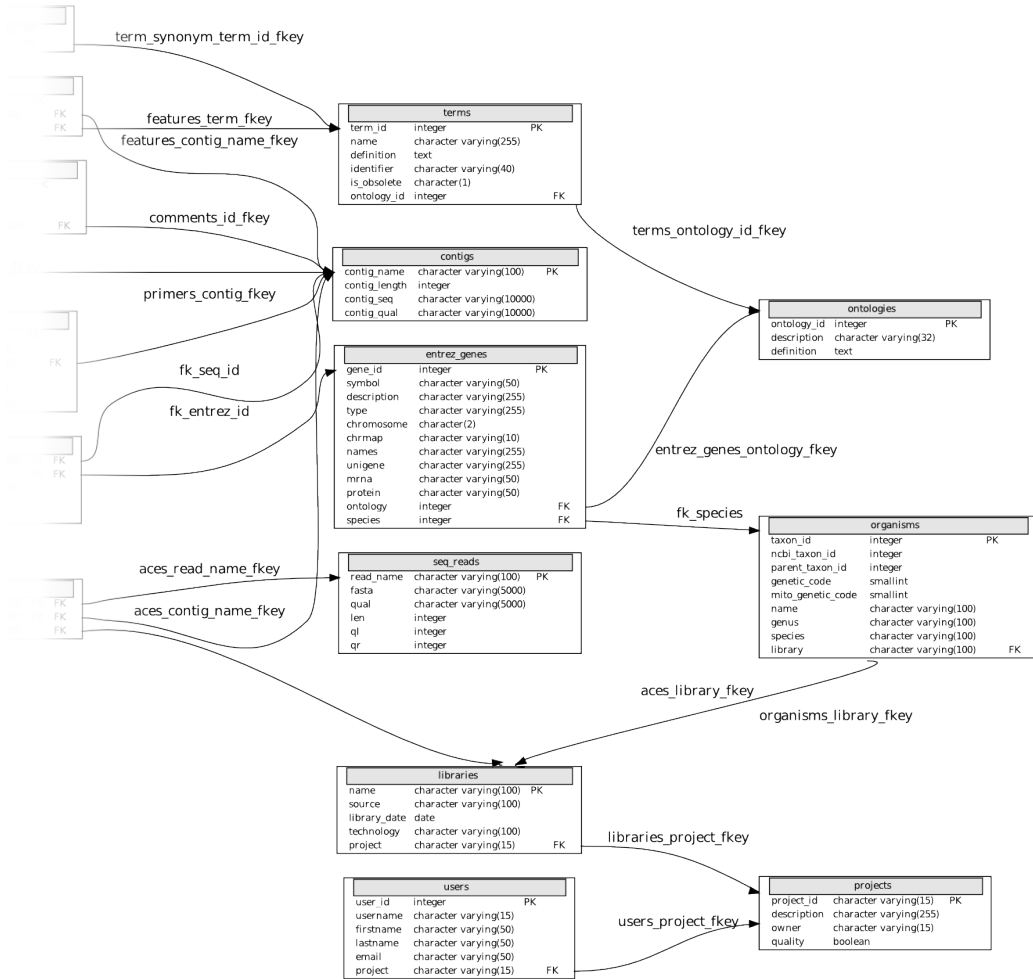 term_synonym_term_id_fkey
FK
FK
features_term_fkey
features_contig_name_fkey
FK
comments_id_fkey
primers_contig_fkey
FK
fk_seq_id
fk_entrez_id
FK
FK
aces_read_name_fkey
aces_contig_name_fkey
FK
FK
FK
terms
term_id integer PK
name character varying(255)
definition text
identifier character varying(40)
is_obsolete character(1)
ontology_id integer FK
terms_ontology_id_fkey
contigs
contig_name character varying(100) PK
contig_length integer
contig_seq character varying(10000)
contig_qual character varying(10000)
ontologies
ontology_id integer PK
description character varying(32)
definition text
entrez_genes
gene_id integer PK
symbol character varying(50)
description character varying(255)
type character varying(255)
chromosome character(2)
chrmap character varying(10)
names character varying(255)
unigene character varying(255)
mrna character varying(50)
protein character varying(50)
ontology integer FK
species integer FK
entrez_genes_ontology_fkey
fk_species
organisms
taxon_id integer PK
ncbi_taxon_id integer
parent_taxon_id integer
genetic_code smallint
mito_genetic_code smallint
name character varying(100)
genus character varying(100)
species character varying(100)
library character varying(100) FK
seq_reads
read_name character varying(100) PK
fasta character varying(5000)
qual character varying(5000)
len integer
ql integer
qr integer
aces_library_fkey
organisms_library_fkey
libraries
name character varying(100) PK
source character varying(100)
library_date date
technology character varying(100)
project character varying(15) FK
libraries_project_fkey
users
user_id integer PK
username character varying(15)
firstname character varying(50)
lastname character varying(50)
email character varying(50)
project character varying(15) FK
users_project_fkey
projects
project_id character varying(15) PK
description character varying(255)
owner character varying(15)
quality boolean